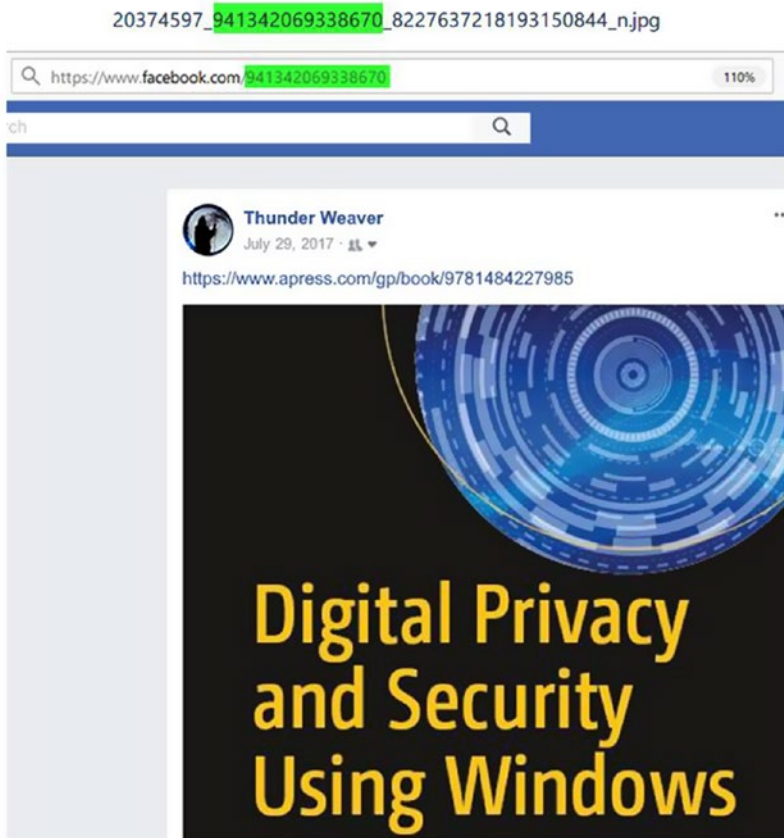 20374597_941342069338670_8227637218193150844_n.jpg
https://www.facebook.com/941342069338670
110%
rch
Thunder Weaver
July 29, 2017 ·
https://www.apress.com/gp/book/9781484227985
Digital Privacy
and Security
Using Windows